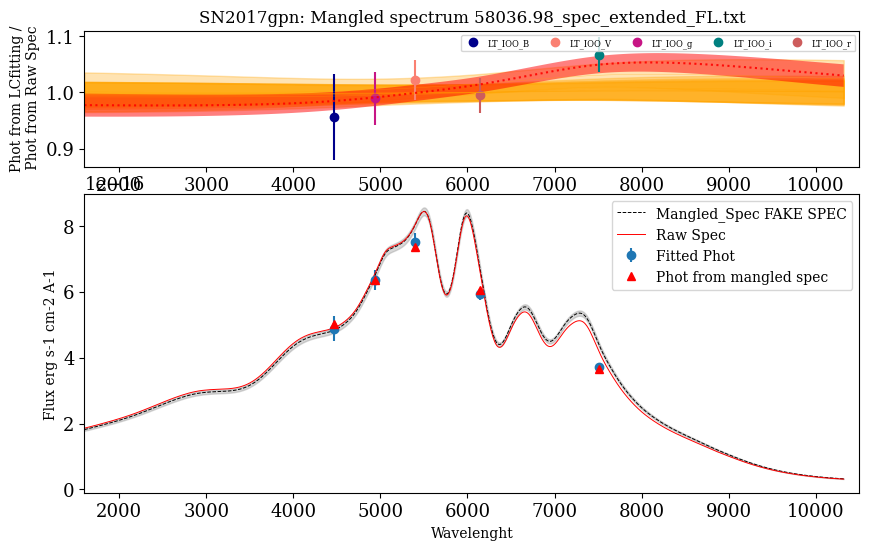 SN2017gpn: Mangled spectrum 58036.98_spec_extended_FL.txt
Phot from LCfitting /
Phot from Raw Spec
1.1
1.0
0.9
LT_IOO_B LT_IOO_V LT_IOO_g LT_IOO_i LT_IOO_r
2000 3000 4000 5000 6000 7000 8000 9000 10000
1e−16
Flux erg s-1 cm-2 A-1
8
6
4
2
0
Mangled_Spec FAKE SPEC
Raw Spec
Fitted Phot
Phot from mangled spec
2000 3000 4000 5000 6000 7000 8000 9000 10000
Wavelenght